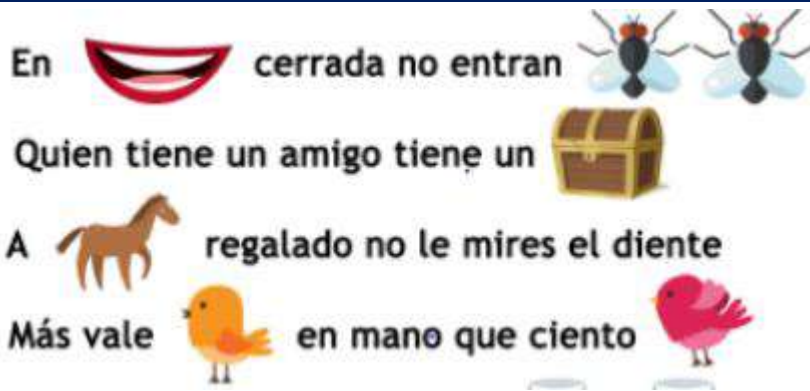 En cerrada no entran
Quien tiene un amigo tiene un
A regalado no le mires el diente
Más vale en mano que ciento